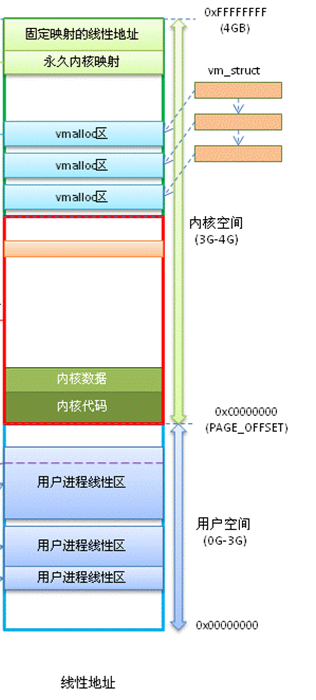 0xFFFFFFFF
(4GB)
固定映射的线性地址
永久内核映射
vm_struct
vmalloc区
vmalloc区
vmalloc区
内核空间
(3G-4G)
内核数据
内核代码
0xC0000000
(PAGE_OFFSET)
用户进程线性区
用户空间
(0G-3G)
用户进程线性区
用户进程线性区
0x00000000
线性地址